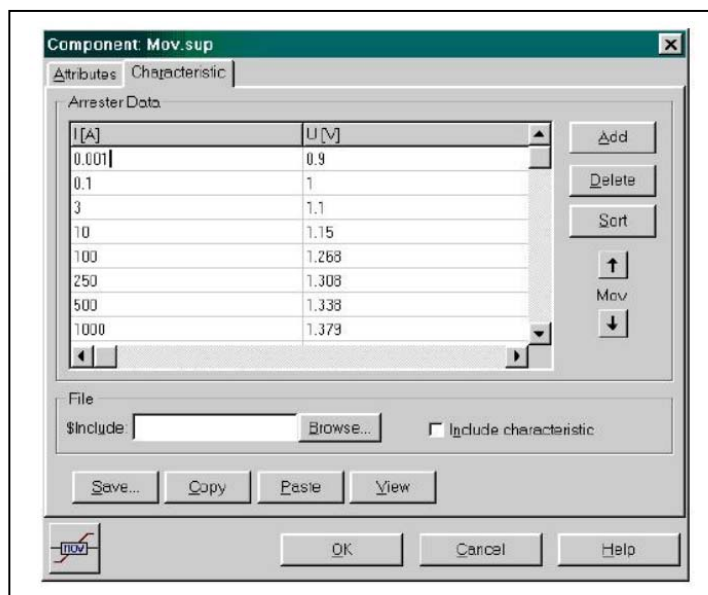 Component: Mov.sup
Attributes Characteristic
Arrester Data
I [A] U [V]
0.001 0.9
0.1 1
3 1.1
10 1.15
100 1.268
250 1.308
500 1.338
1000 1.379
Add
Delete
Sort
Mov
File
$Include: Browse... Include characteristic
Save... Copy Paste View
mov OK Cancel Help